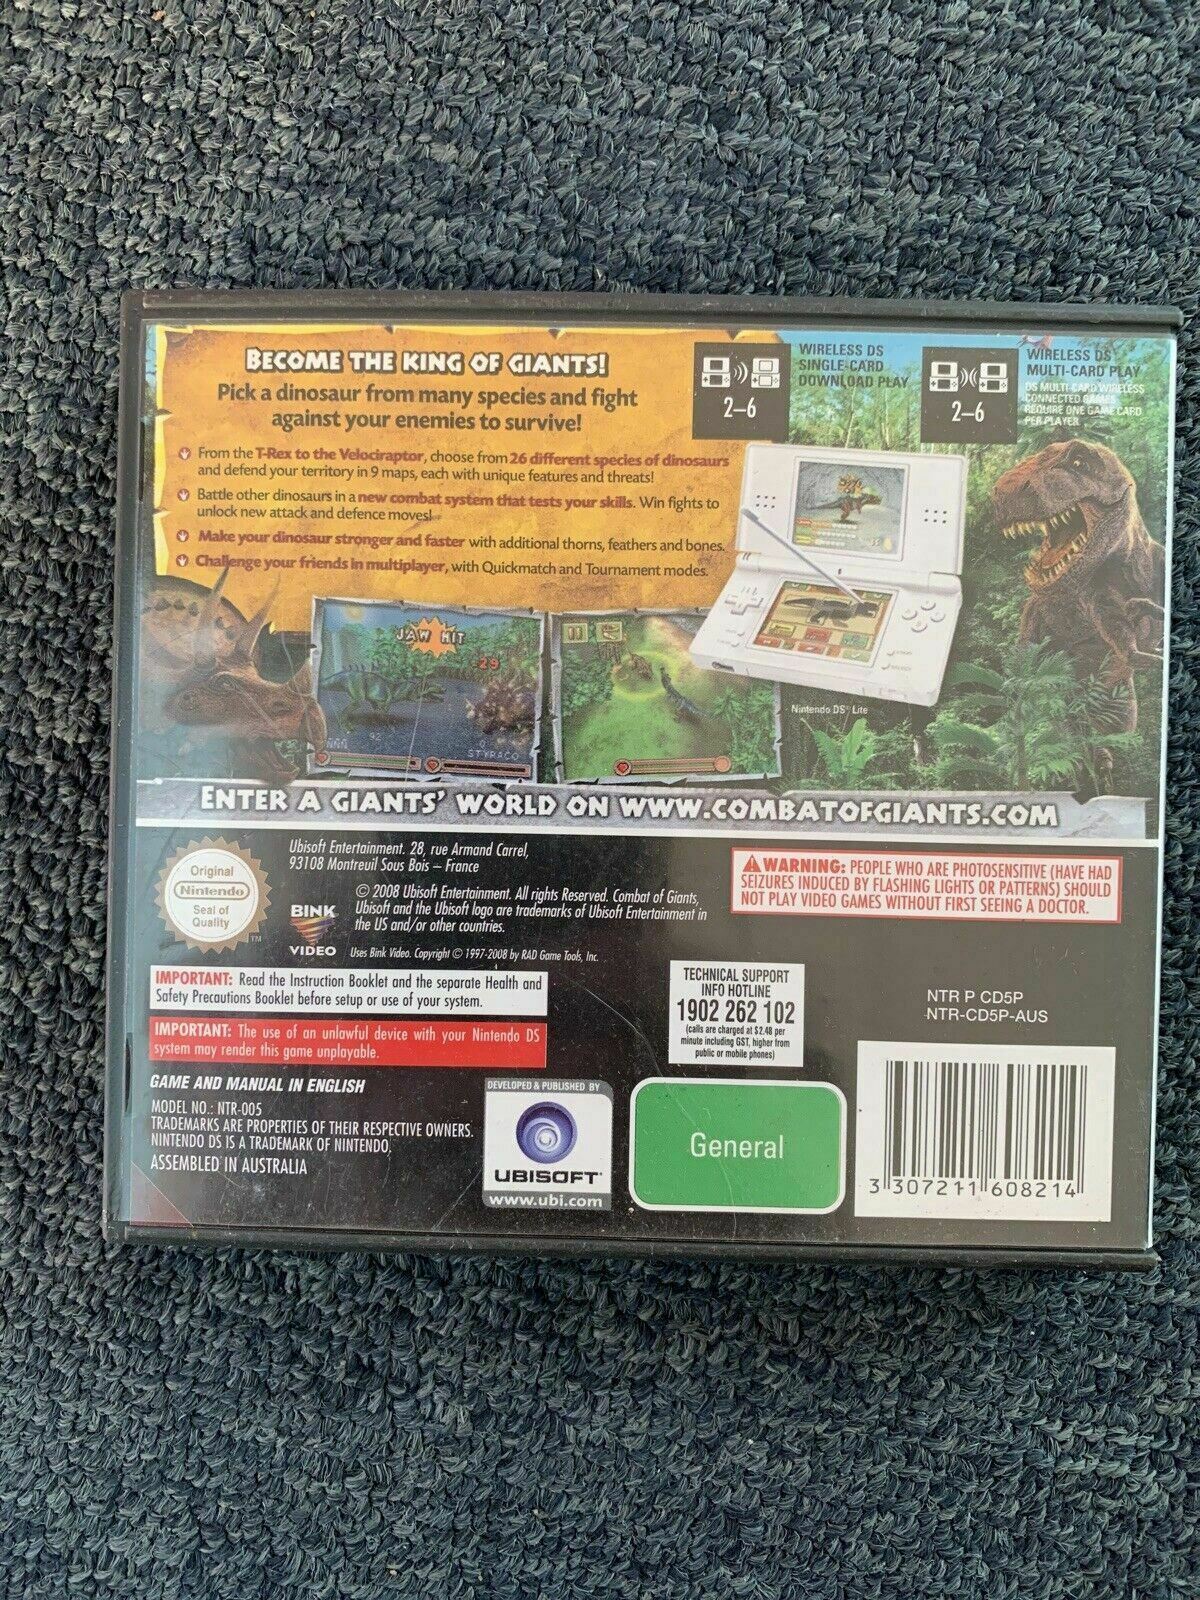 BECOME THE KING OF GIANTS!
Pick a dinosaur from many species and fight
against your enemies to survive!
From the T-Rex to the Velociraptor, choose from 26 different species of dinosaurs
and defend your territory in 9 maps, each with unique features and threats!
Battle other dinosaurs in a new combat system that tests your skills. Win fights to
unlock new attack and defence moves!
Make your dinosaur stronger and faster with additional thorns, feathers and bones.
Challenge your friends in multiplayer, with Quickmatch and Tournament modes.
2–6
WIRELESS DS
SINGLE-CARD
DOWNLOAD PLAY
2–6
WIRELESS DS
MULTI-CARD PLAY
DS MULTI-CARD WIRELESS
CONNECTED GAMES
REQUIRE ONE GAME CARD
PER PLAYER
JAW HIT
-29
NNN 92
STYRACO
Nintendo DS Lite
ENTER A GIANTS' WORLD ON WWW.COMBATOFGIANTS.COM
Original
Nintendo
Seal of
Quality
TM
Ubisoft Entertainment. 28, rue Armand Carrel,
93108 Montreuil Sous Bois – France
© 2008 Ubisoft Entertainment. All rights Reserved. Combat of Giants,
Ubisoft and the Ubisoft logo are trademarks of Ubisoft Entertainment in
the US and/or other countries.
BINK
VIDEO
Uses Bink Video. Copyright © 1997-2008 by RAD Game Tools, Inc.
WARNING: PEOPLE WHO ARE PHOTOSENSITIVE (HAVE HAD
SEIZURES INDUCED BY FLASHING LIGHTS OR PATTERNS) SHOULD
NOT PLAY VIDEO GAMES WITHOUT FIRST SEEING A DOCTOR.
IMPORTANT: Read the Instruction Booklet and the separate Health and
Safety Precautions Booklet before setup or use of your system.
IMPORTANT: The use of an unlawful device with your Nintendo DS
system may render this game unplayable.
TECHNICAL SUPPORT
INFO HOTLINE
1902 262 102
(calls are charged at $2.48 per
minute including GST, higher from
public or mobile phones)
NTR P CD5P
NTR-CD5P-AUS
GAME AND MANUAL IN ENGLISH
MODEL NO.: NTR-005
TRADEMARKS ARE PROPERTIES OF THEIR RESPECTIVE OWNERS.
NINTENDO DS IS A TRADEMARK OF NINTENDO.
ASSEMBLED IN AUSTRALIA
DEVELOPED & PUBLISHED BY
UBISOFT
www.ubi.com
General
3 307211 608214